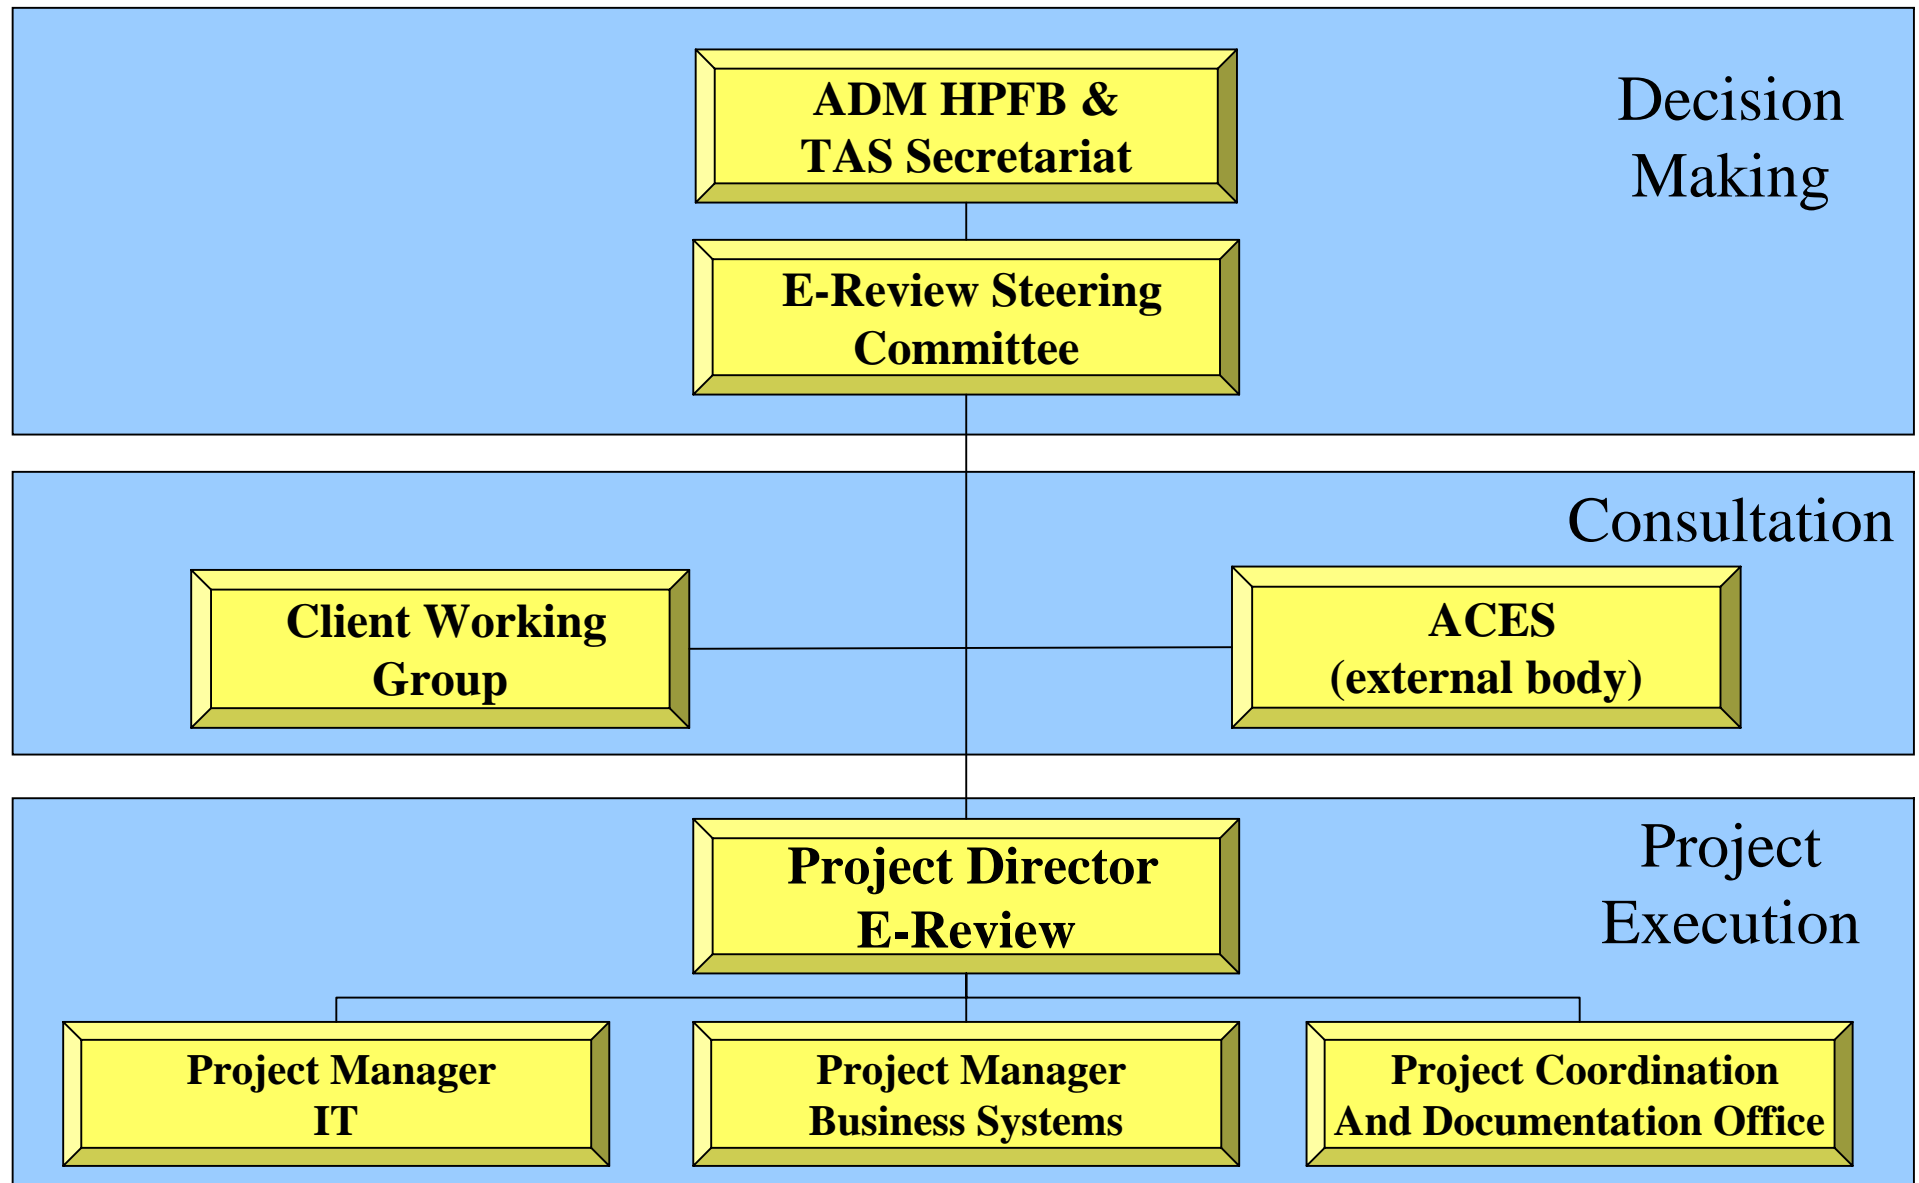 Decision
Making
ADM HPFB &
TAS Secretariat
E-Review Steering
Committee
Consultation
Client Working
Group
ACES
(external body)
Project
Execution
Project Director
E-Review
Project Manager
IT
Project Manager
Business Systems
Project Coordination
And Documentation Office